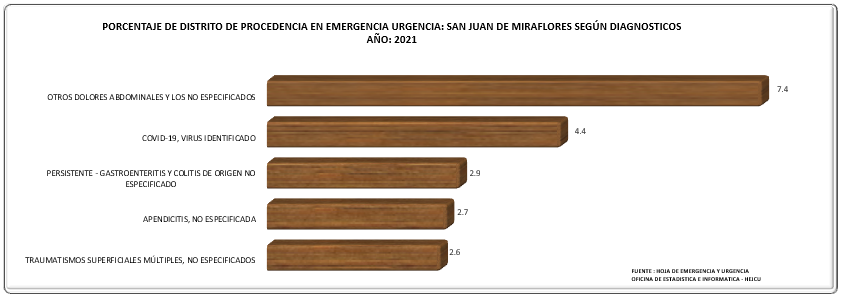 PORCENTAJE DE DISTRITO DE PROCEDENCIA EN EMERGENCIA URGENCIA: SAN JUAN DE MIRAFLORES SEGÚN DIAGNOSTICOS
AÑO: 2021
OTROS DOLORES ABDOMINALES Y LOS NO ESPECIFICADOS
7.4
COVID-19, VIRUS IDENTIFICADO
4.4
PERSISTENTE - GASTROENTERITIS Y COLITIS DE ORIGEN NO
ESPECIFICADO
2.9
APENDICITIS, NO ESPECIFICADA
2.7
TRAUMATISMOS SUPERFICIALES MÚLTIPLES, NO ESPECIFICADOS
2.6
FUENTE : HOJA DE EMERGENCIA Y URGENCIA
OFICINA DE ESTADISTICA E INFORMATICA - HEJCU